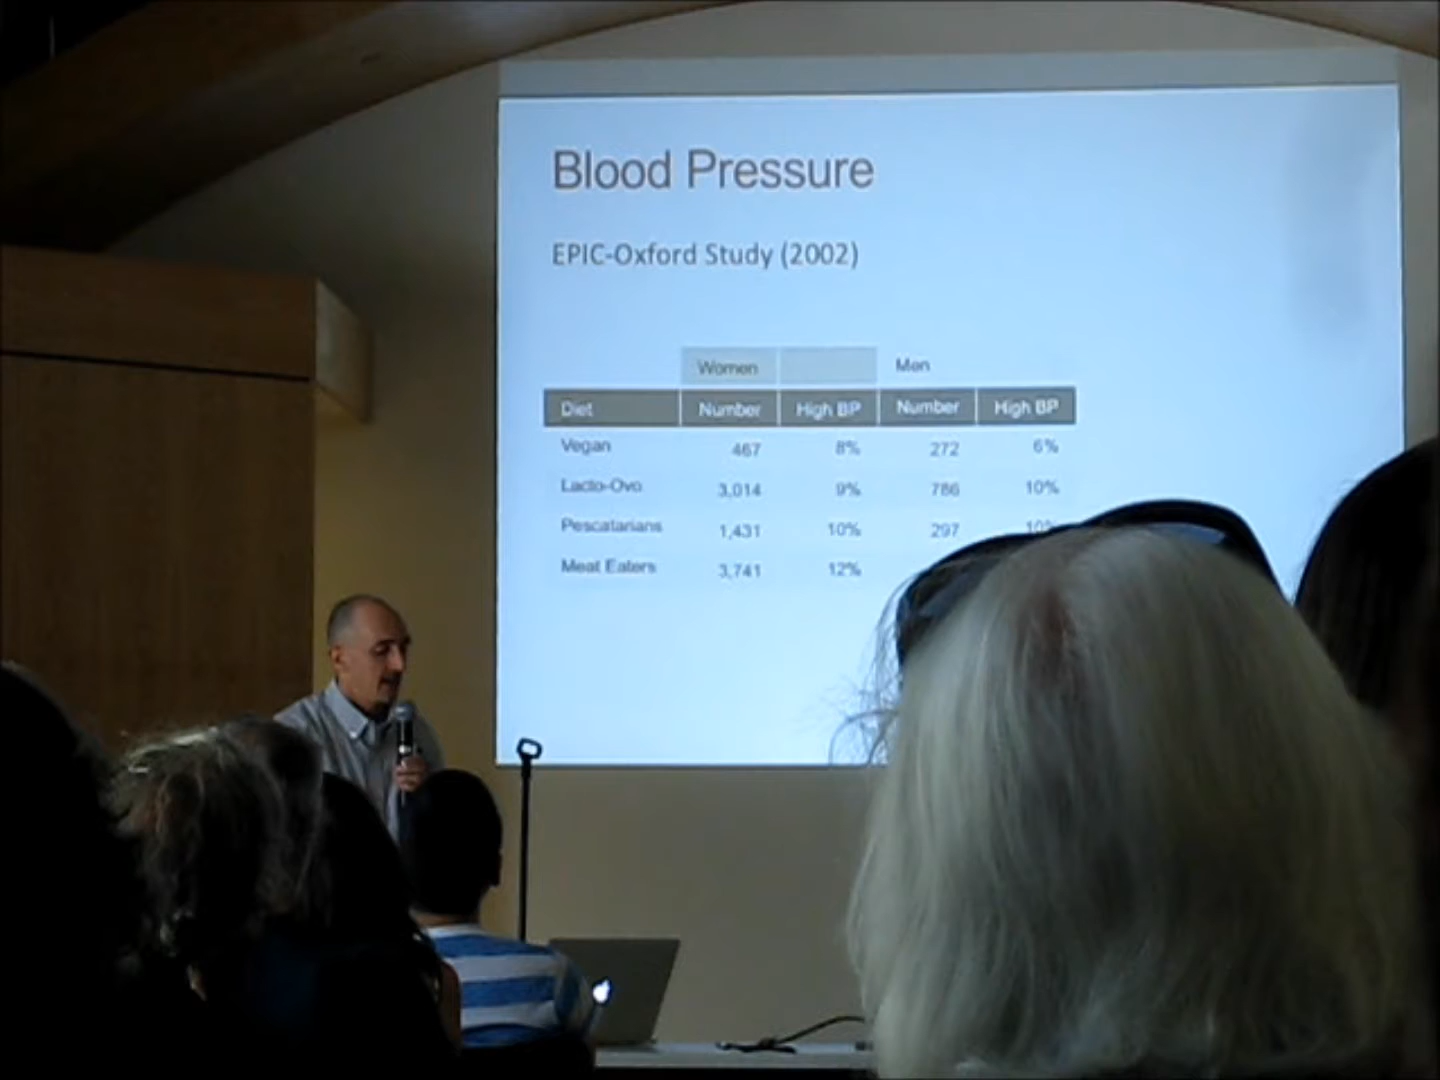 Blood Pressure
EPIC-Oxford Study (2002)
Women Men
Diet Number High BP Number High BP
Vegan 467 8% 272 6%
Lacto-Ovo 3,014 9% 786 10%
Pescatarians 1,431 10% 297 10%
Meat Eaters 3,741 12%